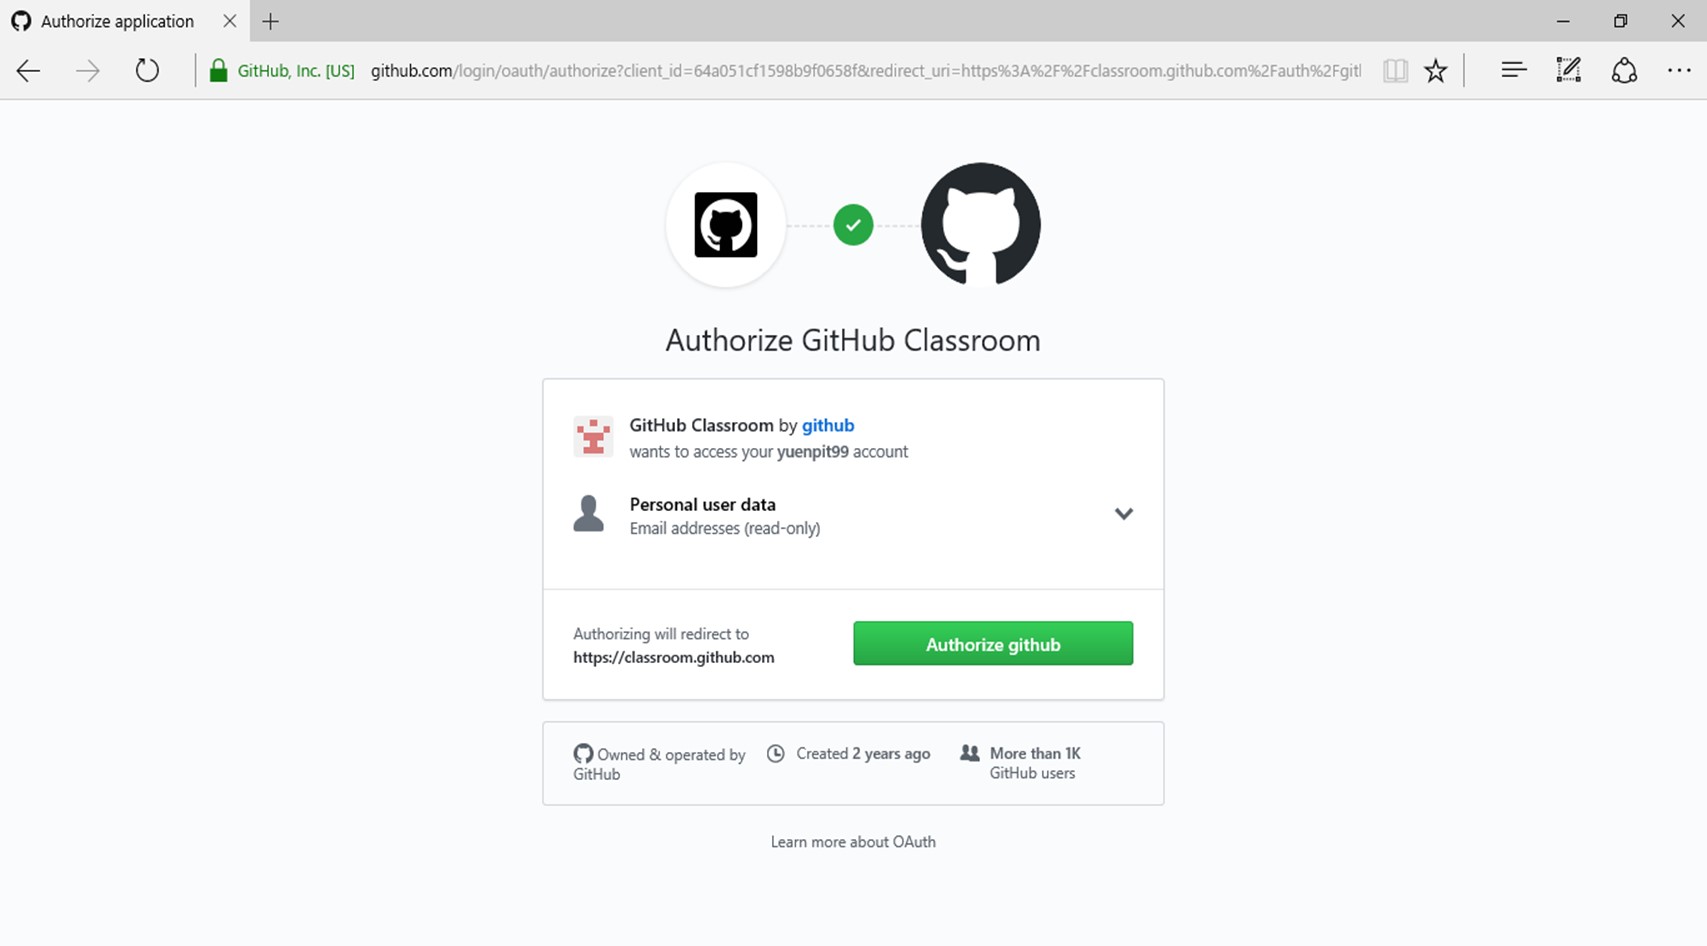 Authorize application
GitHub, Inc. [US] github.com/login/oauth/authorize?client_id=64a051cf1598b9f0658f&redirect_uri=https%3A%2F%2Fclassroom.github.com%2Fauth%2Fgitl
Authorize GitHub Classroom
GitHub Classroom by github
wants to access your yuenpit99 account
Personal user data
Email addresses (read-only)
Authorizing will redirect to
https://classroom.github.com
Authorize github
Owned & operated by
GitHub
Created 2 years ago
More than 1K
GitHub users
Learn more about OAuth